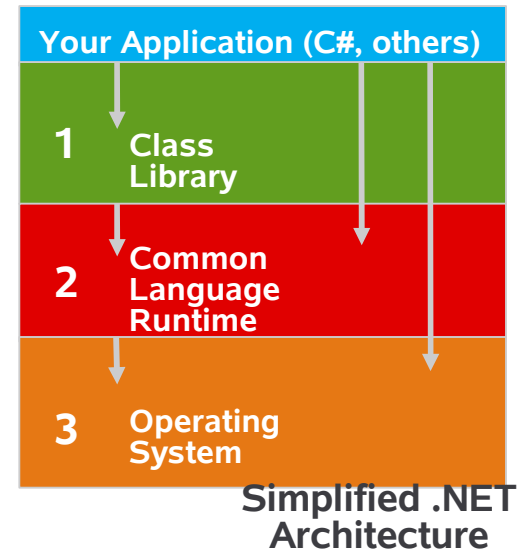 Your Application (C#, others)
1
Class
Library
2
Common
Language
Runtime
3
Operating
System
Simplified .NET
Architecture